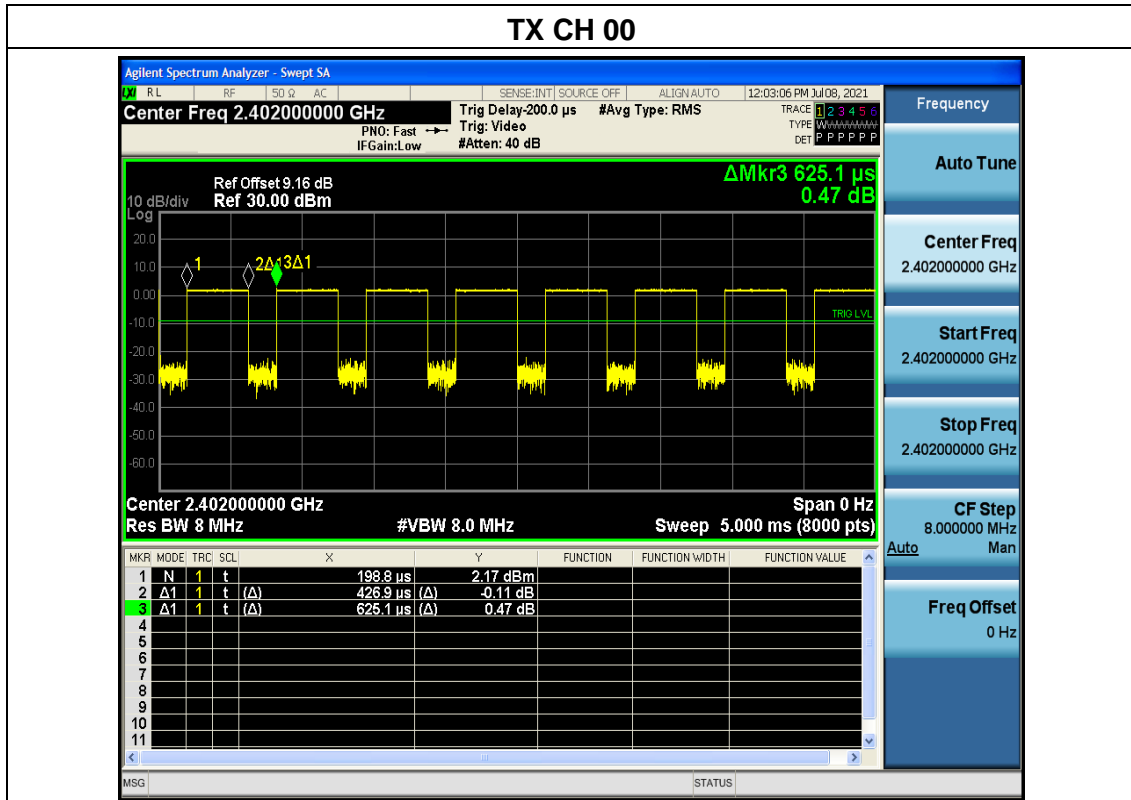 TX CH 00
Agilent Spectrum Analyzer - Swept SA
LXI RL RF 50 Ω AC SENSE:INT SOURCE OFF ALIGN AUTO 12:03:06 PM Jul 08, 2021
Center Freq 2.402000000 GHz
PNO: Fast
IFGain:Low
Trig Delay-200.0 µs
Trig: Video
#Atten: 40 dB
#Avg Type: RMS
TRACE 1 2 3 4 5 6
TYPE WWWWWW
DET P P P P P P
ΔMkr3 625.1 µs
0.47 dB
Ref Offset 9.16 dB
10 dB/div Ref 30.00 dBm
Log
20.0
10.0
0.00
-10.0
-20.0
-30.0
-40.0
-50.0
-60.0
1
2Δ1
3Δ1
TRIG LVL
Center 2.402000000 GHz Span 0 Hz
Res BW 8 MHz #VBW 8.0 MHz Sweep 5.000 ms (8000 pts)
MKR MODE TRC SCL X Y FUNCTION FUNCTION WIDTH FUNCTION VALUE
1 N 1 t 198.8 µs 2.17 dBm
2 Δ1 1 t (Δ) 426.9 µs (Δ) -0.11 dB
3 Δ1 1 t (Δ) 625.1 µs (Δ) 0.47 dB
4
5
6
7
8
9
10
11
MSG STATUS
Frequency
Auto Tune
Center Freq
2.402000000 GHz
Start Freq
2.402000000 GHz
Stop Freq
2.402000000 GHz
CF Step
8.000000 MHz
Auto Man
Freq Offset
0 Hz